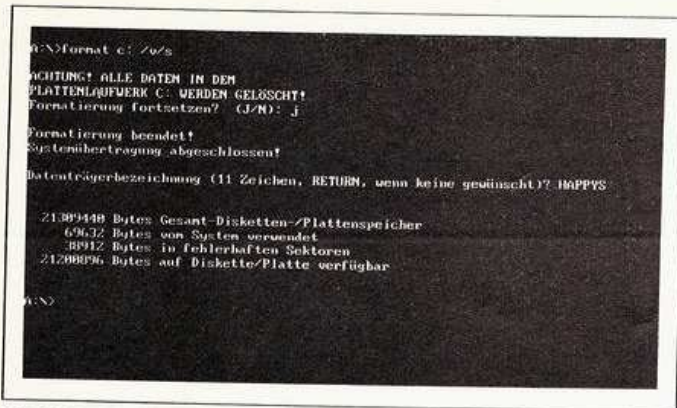 A:\>format c: /v/s
ACHTUNG! ALLE DATEN IN DEM
PLATTENLAUFWERK C: WERDEN GELÖSCHT!
Formatierung fortsetzen? (J/N): j
Formatierung beendet!
Systemübertragung abgeschlossen!
Datenträgerbezeichnung (11 Zeichen, RETURN, wenn keine gewünscht)? HAPPYS
21309440 Bytes Gesamt-Disketten-/Plattenspeicher
69632 Bytes vom System verwendet
38912 Bytes in fehlerhaften Sektoren
21200896 Bytes auf Diskette/Platte verfügbar
A:\>